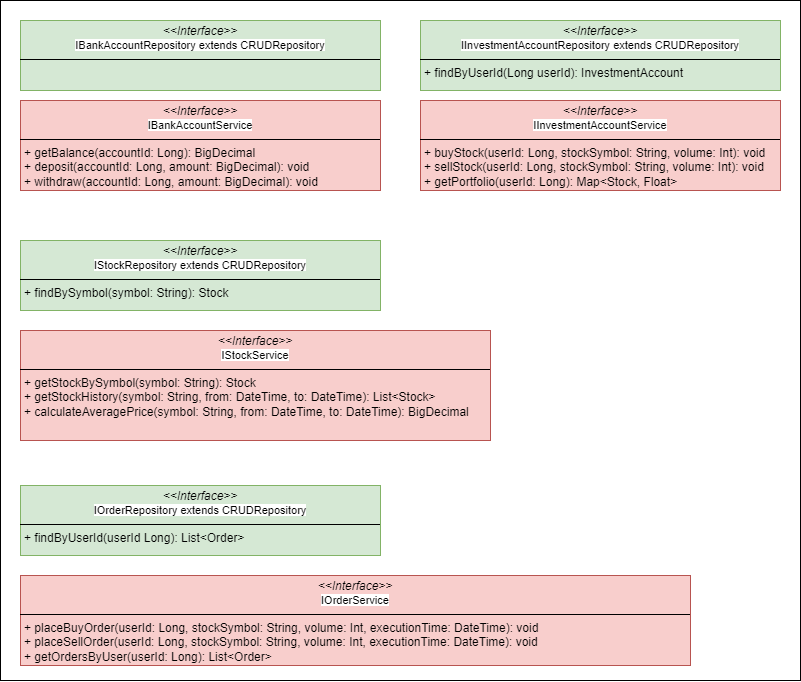 <<Interface>>
IBankAccountRepository extends CRUDRepository
<<Interface>>
IInvestmentAccountRepository extends CRUDRepository
+ findByUserId(Long userId): InvestmentAccount
<<Interface>>
IBankAccountService
+ getBalance(accountId: Long): BigDecimal
+ deposit(accountId: Long, amount: BigDecimal): void
+ withdraw(accountId: Long, amount: BigDecimal): void
<<Interface>>
IInvestmentAccountService
+ buyStock(userId: Long, stockSymbol: String, volume: Int): void
+ sellStock(userId: Long, stockSymbol: String, volume: Int): void
+ getPortfolio(userId: Long): Map<Stock, Float>
<<Interface>>
IStockRepository extends CRUDRepository
+ findBySymbol(symbol: String): Stock
<<Interface>>
IStockService
+ getStockBySymbol(symbol: String): Stock
+ getStockHistory(symbol: String, from: DateTime, to: DateTime): List<Stock>
+ calculateAveragePrice(symbol: String, from: DateTime, to: DateTime): BigDecimal
<<Interface>>
IOrderRepository extends CRUDRepository
+ findByUserId(userId Long): List<Order>
<<Interface>>
IOrderService
+ placeBuyOrder(userId: Long, stockSymbol: String, volume: Int, executionTime: DateTime): void
+ placeSellOrder(userId: Long, stockSymbol: String, volume: Int, executionTime: DateTime): void
+ getOrdersByUser(userId: Long): List<Order>